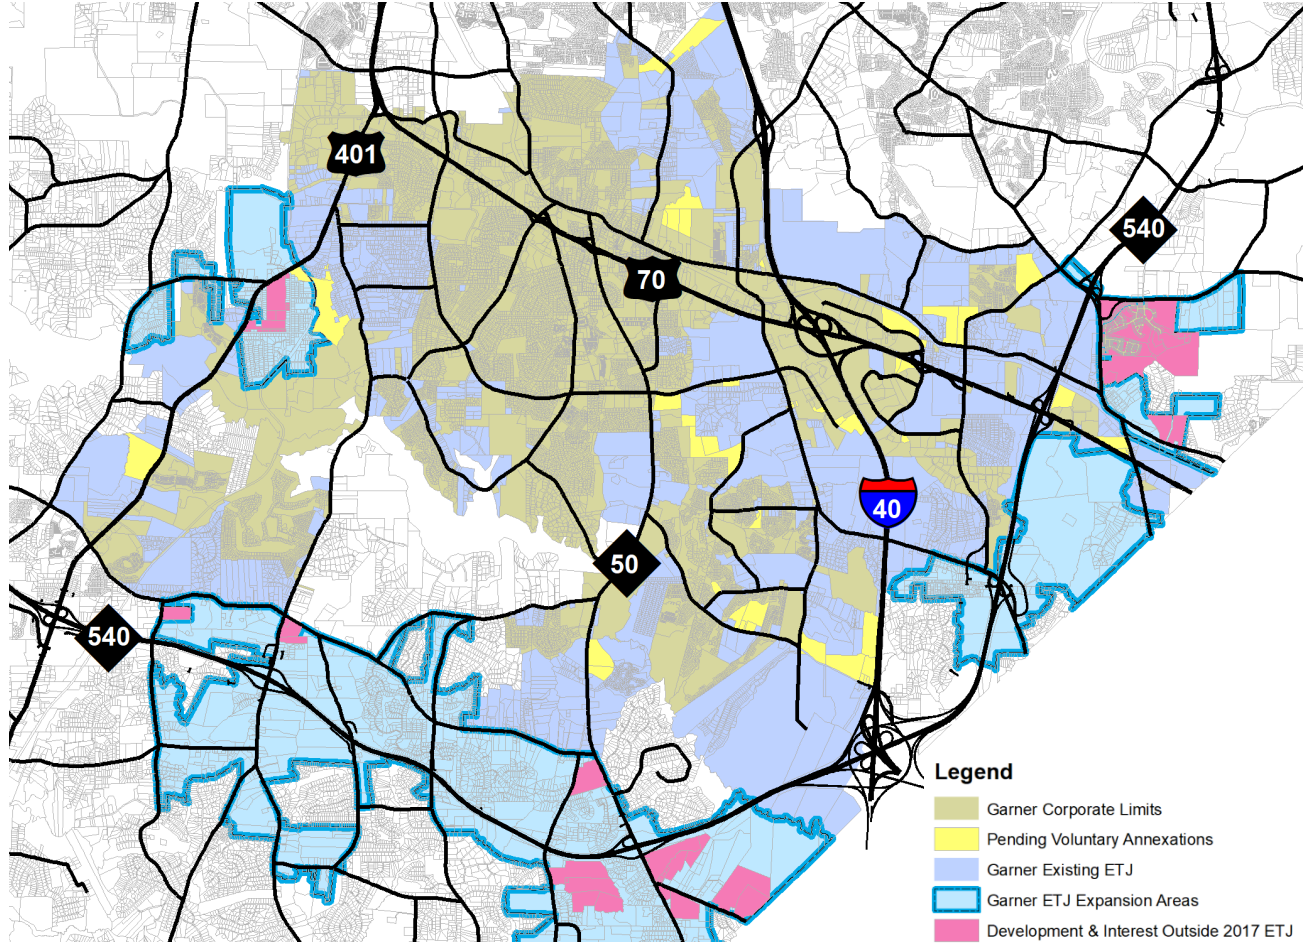 401
540
70
40
50
540
Legend
Garner Corporate Limits
Pending Voluntary Annexations
Garner Existing ETJ
Garner ETJ Expansion Areas
Development & Interest Outside 2017 ETJ